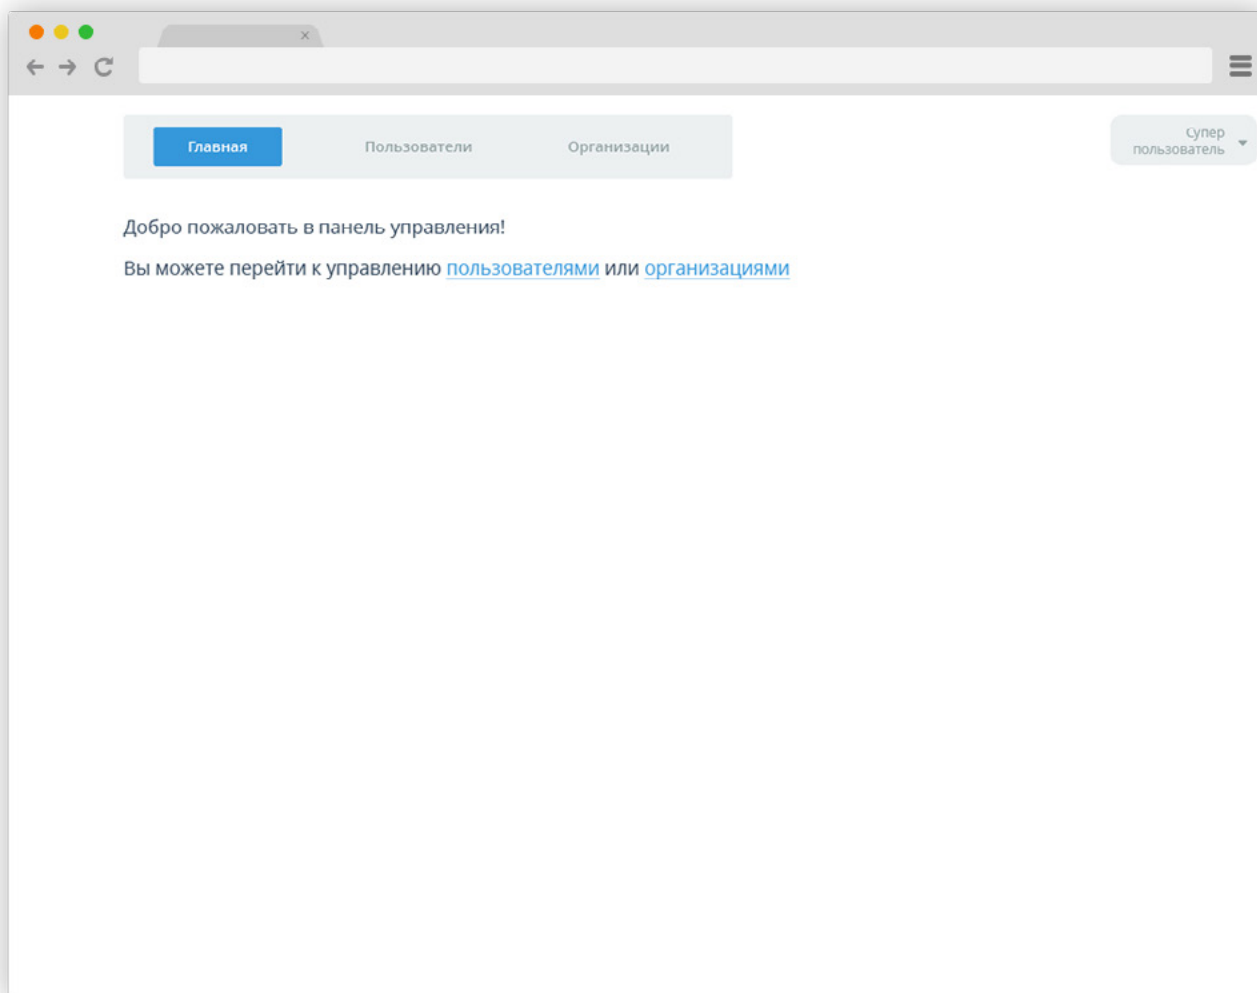 Главная
Пользователи
Организации
Супер
пользователь
Добро пожаловать в панель управления!
Вы можете перейти к управлению пользователями или организациями